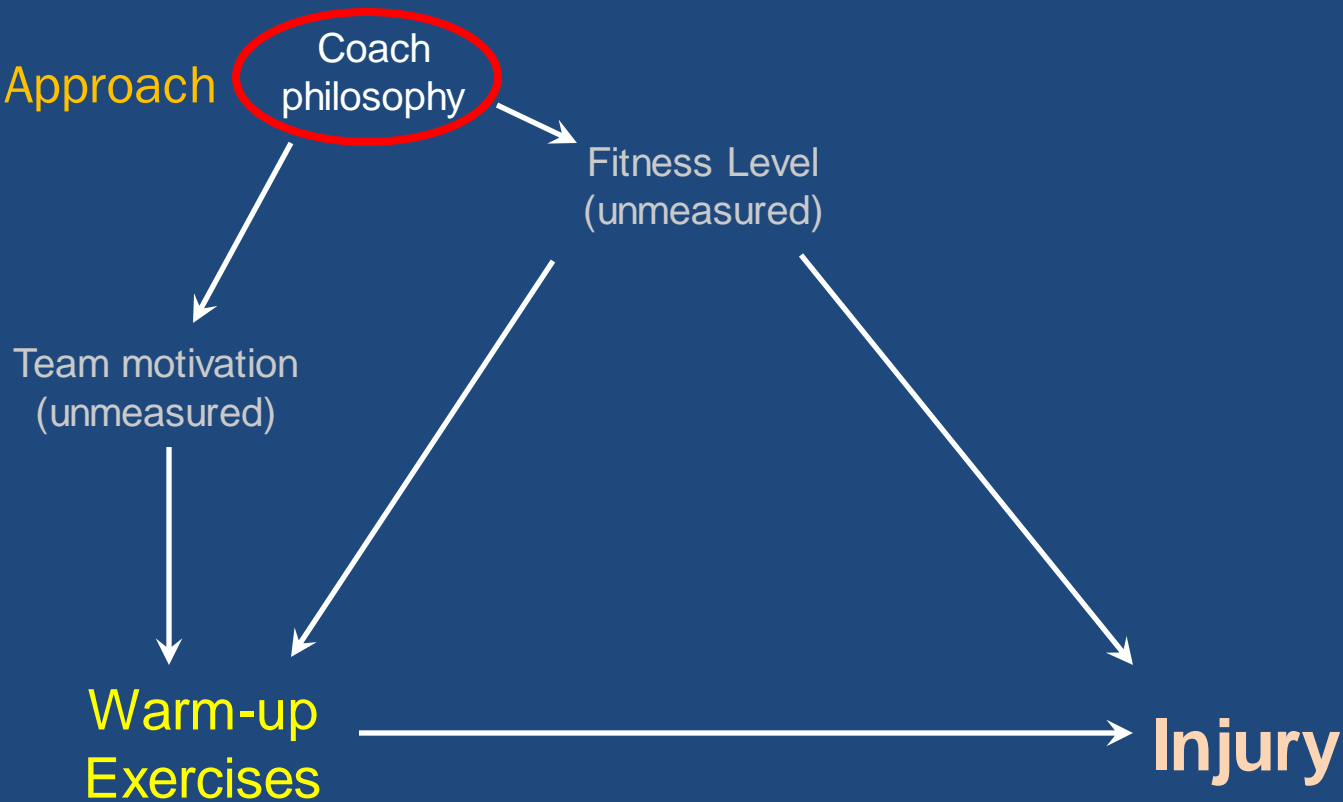 Approach
Coach
philosophy
Fitness Level
(unmeasured)
Team motivation
(unmeasured)
Warm-up
Exercises
Injury